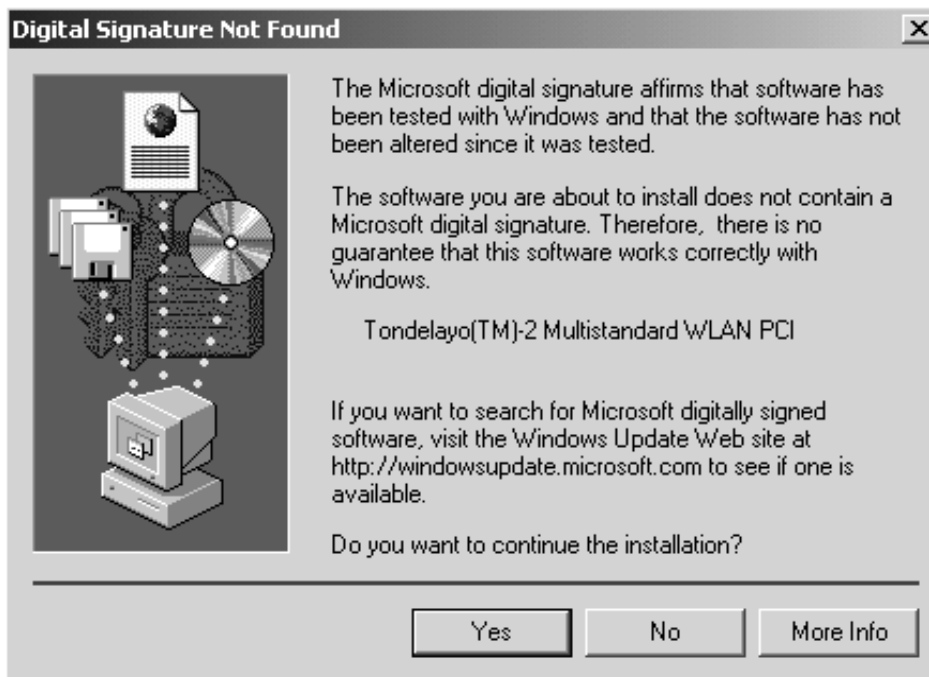 Digital Signature Not Found
The Microsoft digital signature affirms that software has
been tested with Windows and that the software has not
been altered since it was tested.
The software you are about to install does not contain a
Microsoft digital signature. Therefore,  there is no
guarantee that this software works correctly with
Windows.
Tondelayo(TM)-2 Multistandard WLAN PCI
If you want to search for Microsoft digitally signed
software, visit the Windows Update Web site at
http://windowsupdate.microsoft.com to see if one is
available.
Do you want to continue the installation?
Yes
No
More Info